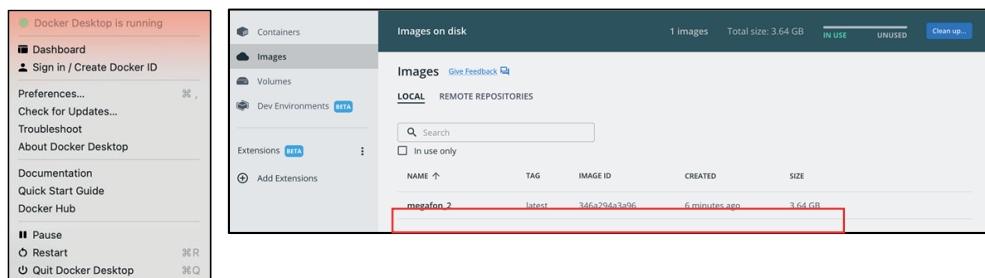 Docker Desktop is running
Dashboard
Sign in / Create Docker ID
Preferences... ⌘ ,
Check for Updates...
Troubleshoot
About Docker Desktop
Documentation
Quick Start Guide
Docker Hub
Pause
Restart ⌘R
Quit Docker Desktop ⌘Q
Containers
Images
Volumes
Dev Environments BETA
Extensions BETA
Add Extensions
Images on disk 1 images Total size: 3.64 GB IN USE UNUSED Clean up...
Images Give Feedback
LOCAL REMOTE REPOSITORIES
Search
In use only
NAME ↑ TAG IMAGE ID CREATED SIZE
megafon_2 latest 346a294a3a96 6 minutes ago 3.64 GB